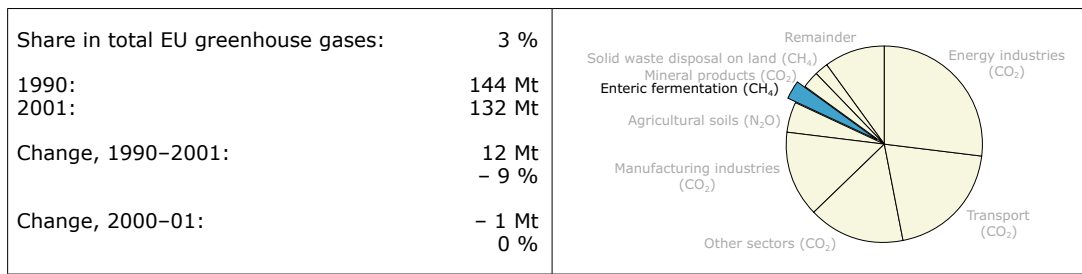 Share in total EU greenhouse gases: 3 %
1990: 144 Mt
2001: 132 Mt
Change, 1990–2001: 12 Mt
– 9 %
Change, 2000–01: – 1 Mt
0 %
Remainder
Solid waste disposal on land (CH₄)
Mineral products (CO₂)
Enteric fermentation (CH₄)
Agricultural soils (N₂O)
Manufacturing industries
(CO₂)
Other sectors (CO₂)
Energy industries
(CO₂)
Transport
(CO₂)